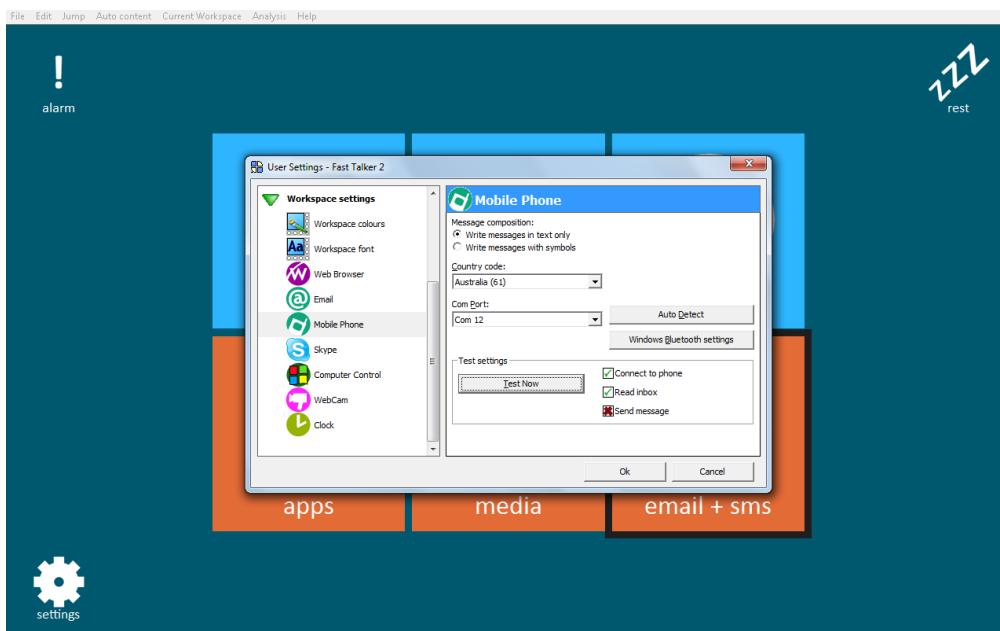 File Edit Jump Auto content Current Workspace Analysis Help
!
alarm
zzz
rest
User Settings - Fast Talker 2
Workspace settings
Workspace colours
Aa
Workspace font
Web Browser
@
Email
Mobile Phone
S
Skype
Computer Control
WebCam
Clock
Mobile Phone
Message composition:
Write messages in text only
Write messages with symbols
Country code:
Australia (61)
Com Port:
Com 12
Auto Detect
Windows Bluetooth settings
Test settings
Test Now
Connect to phone
Read inbox
Send message
Ok Cancel
apps media email + sms
settings